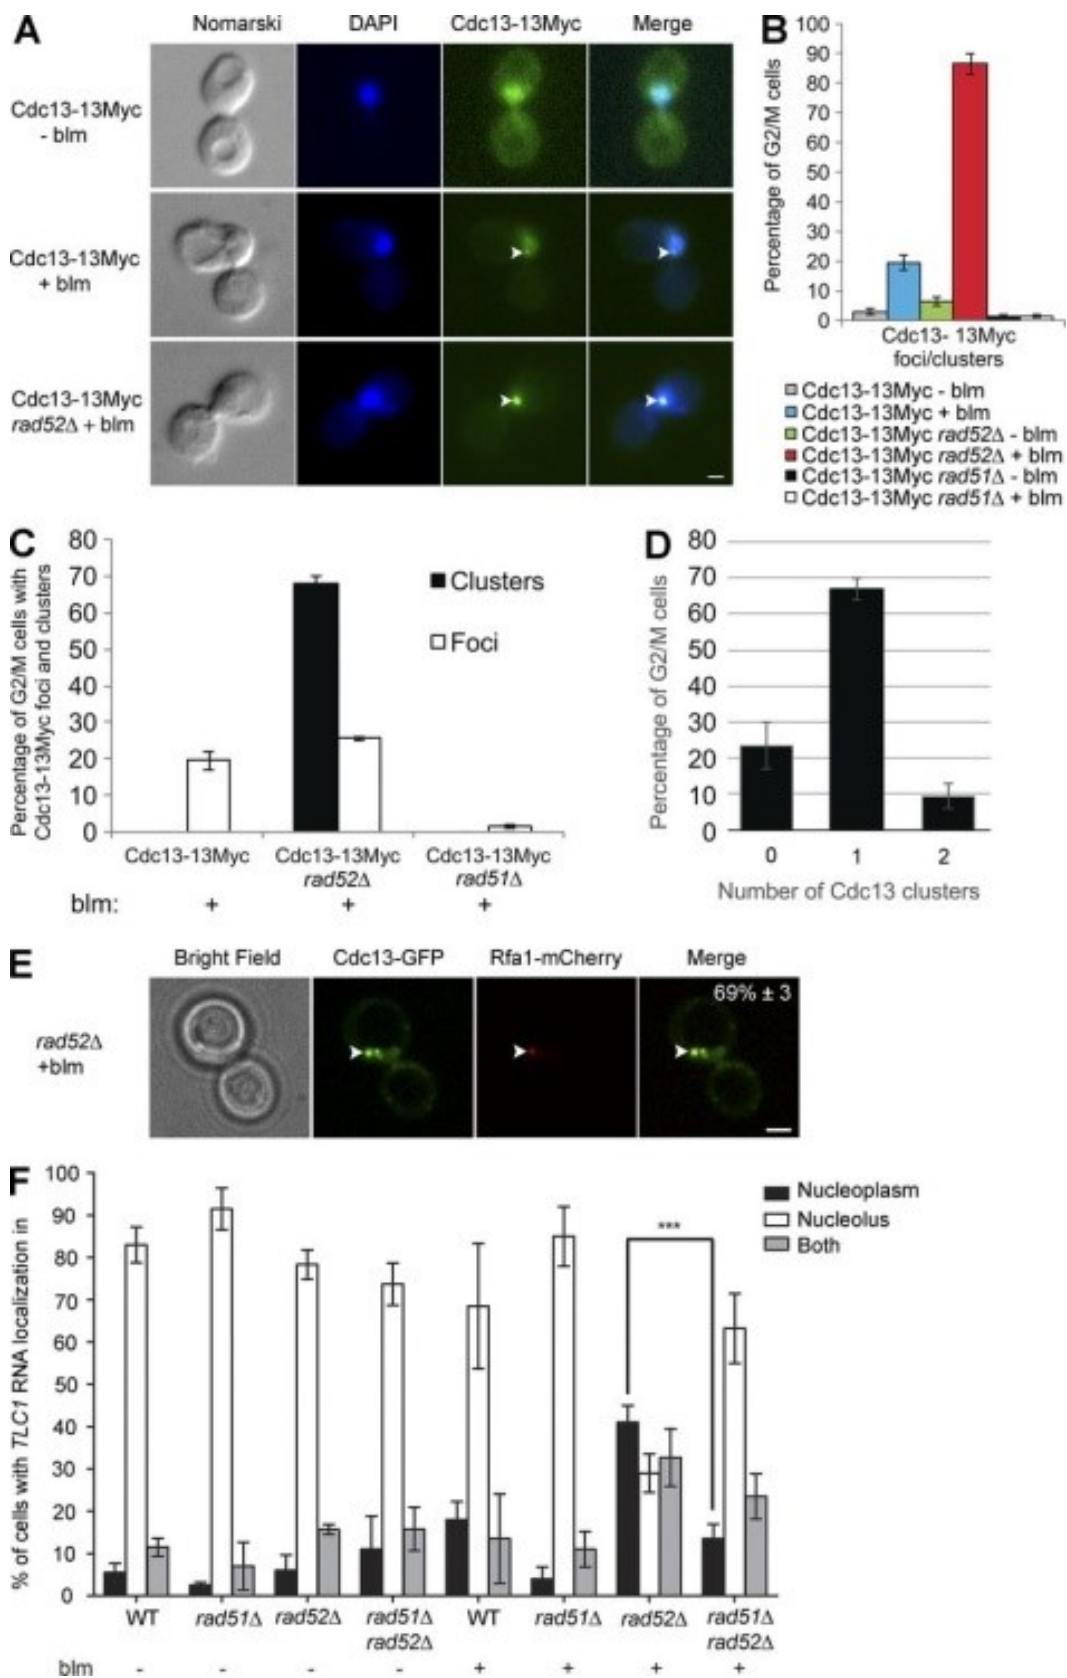 A
Nomarski DAPI Cdc13-13Myc Merge
Cdc13-13Myc
- blm
Cdc13-13Myc
+ blm
Cdc13-13Myc
rad52Δ + blm
B
Percentage of G2/M cells
100
90
80
70
60
50
40
30
20
10
0
Cdc13- 13Myc
foci/clusters
Cdc13-13Myc - blm
Cdc13-13Myc + blm
Cdc13-13Myc rad52Δ - blm
Cdc13-13Myc rad52Δ + blm
Cdc13-13Myc rad51Δ - blm
Cdc13-13Myc rad51Δ + blm
C
Percentage of G2/M cells with
Cdc13-13Myc foci and clusters
80
70
60
50
40
30
20
10
0
Clusters
Foci
Cdc13-13Myc Cdc13-13Myc Cdc13-13Myc
rad52Δ rad51Δ
blm: + + +
D
Percentage of G2/M cells
80
70
60
50
40
30
20
10
0
0 1 2
Number of Cdc13 clusters
E
Bright Field Cdc13-GFP Rfa1-mCherry Merge
69% ± 3
rad52Δ
+blm
F
% of cells with TLC1 RNA localization in
100
90
80
70
60
50
40
30
20
10
0
Nucleoplasm
Nucleolus
Both
***
WT rad51Δ rad52Δ rad51Δ WT rad51Δ rad52Δ rad51Δ
rad52Δ rad52Δ
blm - - - - + + + +